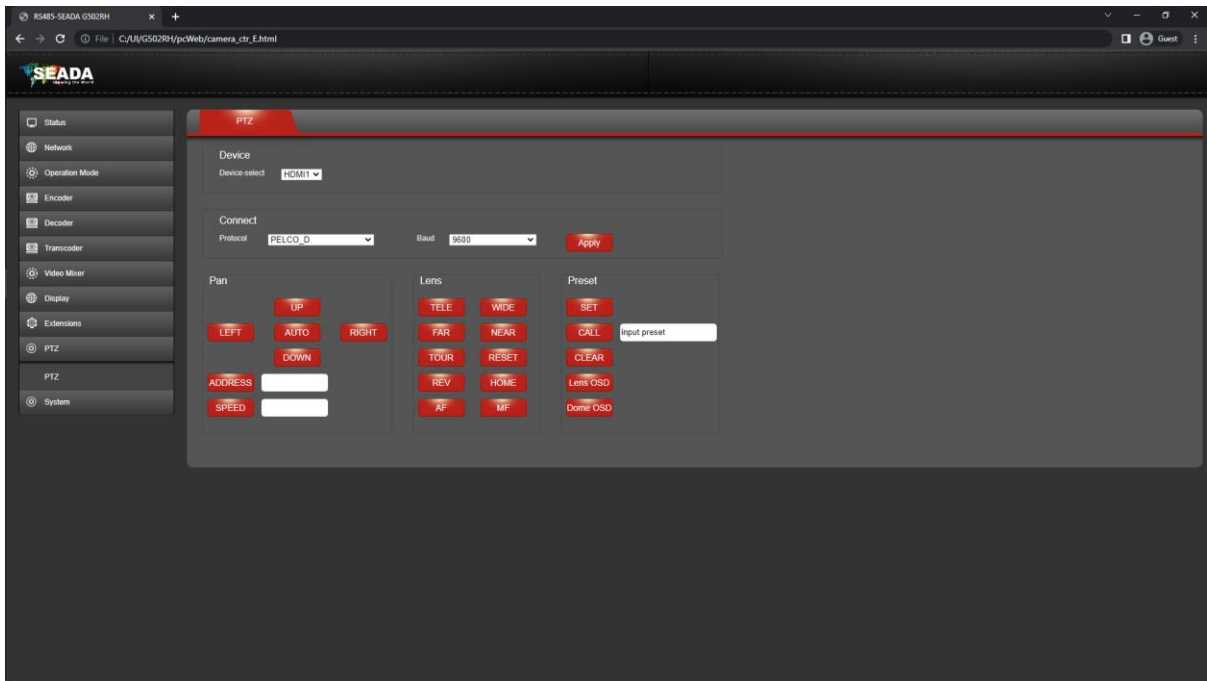 RS485-SEADA G502RH
File | C:/UI/G502RH/pcWeb/camera_ctr_E.html
Guest
SEADA
Status
Network
Operation Mode
Encoder
Decoder
Transcoder
Video Mixer
Display
Extensions
PTZ
PTZ
System
PTZ
Device
Device-select HDMI1
Connect
Protocol PELCO_D Baud 9600 Apply
Pan
UP
LEFT AUTO RIGHT
DOWN
ADDRESS
SPEED
Lens
TELE WIDE
FAR NEAR
TOUR RESET
REV HOME
AF MF
Preset
SET
CALL input preset
CLEAR
Lens OSD
Dome OSD